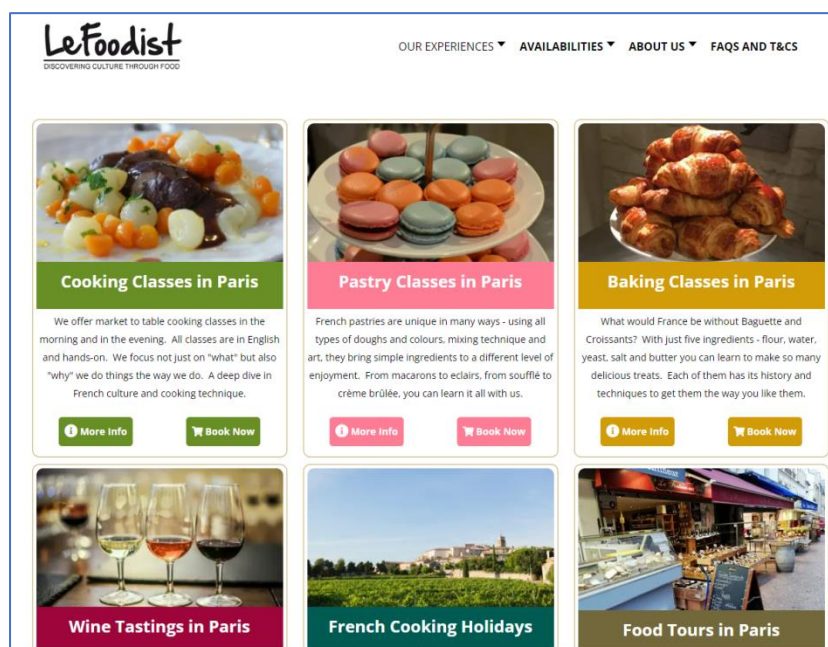 LeFoodist
DISCOVERING CULTURE THROUGH FOOD
OUR EXPERIENCES AVAILABILITIES ABOUT US FAQS AND T&CS
Cooking Classes in Paris
We offer market to table cooking classes in the
morning and in the evening. All classes are in English
and hands-on. We focus not just on "what" but also
"why" we do things the way we do. A deep dive in
French culture and cooking technique.
More Info
Book Now
Pastry Classes in Paris
French pastries are unique in many ways - using all
types of doughs and colours, mixing technique and
art, they bring simple ingredients to a different level of
enjoyment. From macarons to eclairs, from soufflé to
crème brûlée, you can learn it all with us.
More Info
Book Now
Baking Classes in Paris
What would France be without Baguette and
Croissants? With just five ingredients - flour, water,
yeast, salt and butter you can learn to make so many
delicious treats. Each of them has its history and
techniques to get them the way you like them.
More Info
Book Now
Wine Tastings in Paris
French Cooking Holidays
Food Tours in Paris